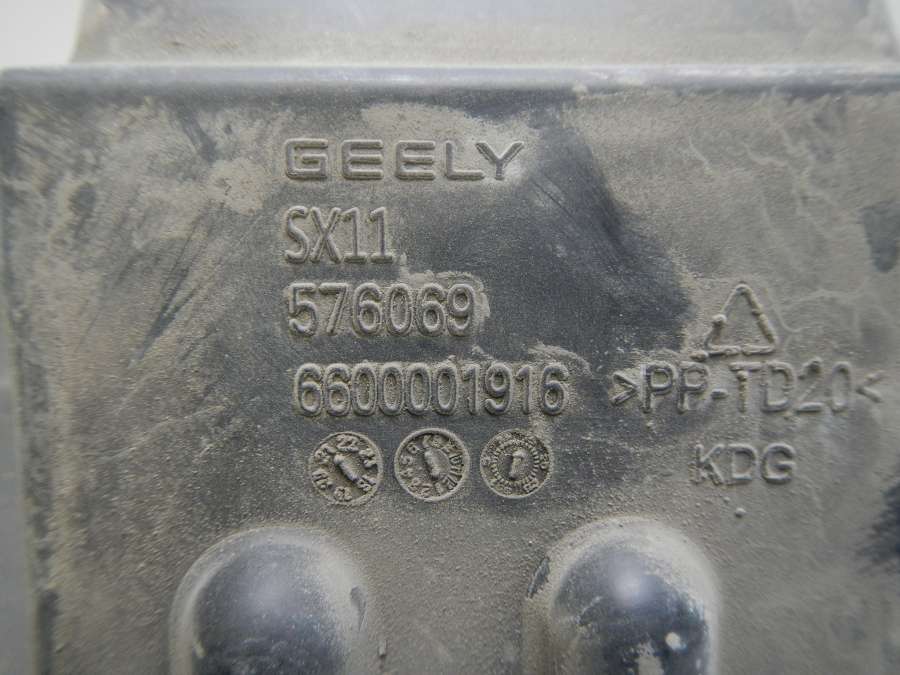 GEELY
SX11
576069
6600001916
>PP-TD20<
KDG